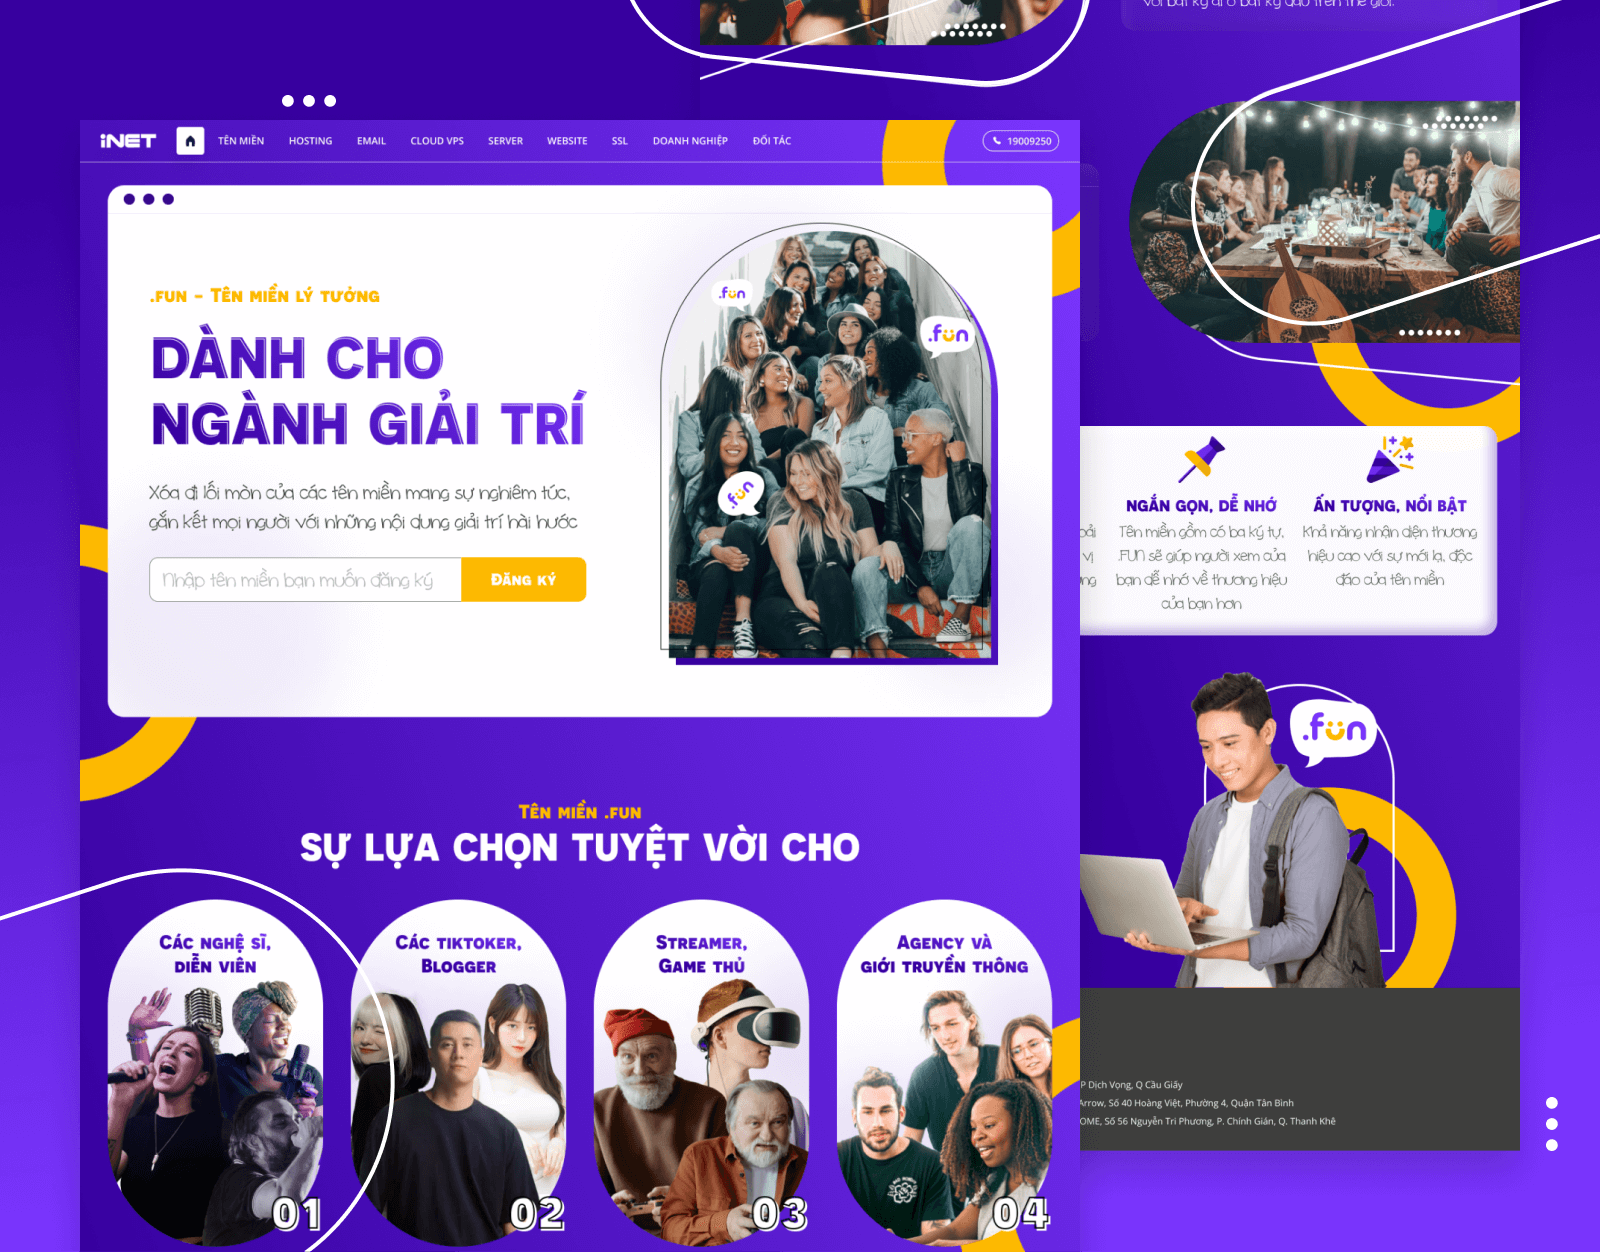 với bất kỳ ai ở bất kỳ đâu trên thế giới.
iNET
TÊN MIỀN HOSTING EMAIL CLOUD VPS SERVER WEBSITE SSL DOANH NGHIỆP ĐỐI TÁC
19009250
.FUN - TÊN MIỀN LÝ TƯỞNG
DÀNH CHO
NGÀNH GIẢI TRÍ
Xóa đi lối mòn của các tên miền mang sự nghiêm túc,
gắn kết mọi người với những nội dung giải trí hài hước
Nhập tên miền bạn muốn đăng ký
ĐĂNG KÝ
.fun
.fun
.fun
NGẮN GỌN, DỄ NHỚ
Tên miền gồm có ba ký tự,
.FUN sẽ giúp người xem của
bạn dễ nhớ về thương hiệu
của bạn hơn
ẤN TƯỢNG, NỔI BẬT
Khả năng nhận diện thương
hiệu cao với sự mới lạ, độc
đáo của tên miền
.fun
TÊN MIỀN .FUN
SỰ LỰA CHỌN TUYỆT VỜI CHO
CÁC NGHỆ SĨ,
DIỄN VIÊN
01
CÁC TIKTOKER,
BLOGGER
02
STREAMER,
GAME THỦ
03
AGENCY VÀ
GIỚI TRUYỀN THÔNG
04
P Dịch Vọng, Q Cầu Giấy
Arrow, Số 40 Hoàng Việt, Phường 4, Quận Tân Bình
OME, Số 56 Nguyễn Tri Phương, P. Chính Gián, Q. Thanh Khê